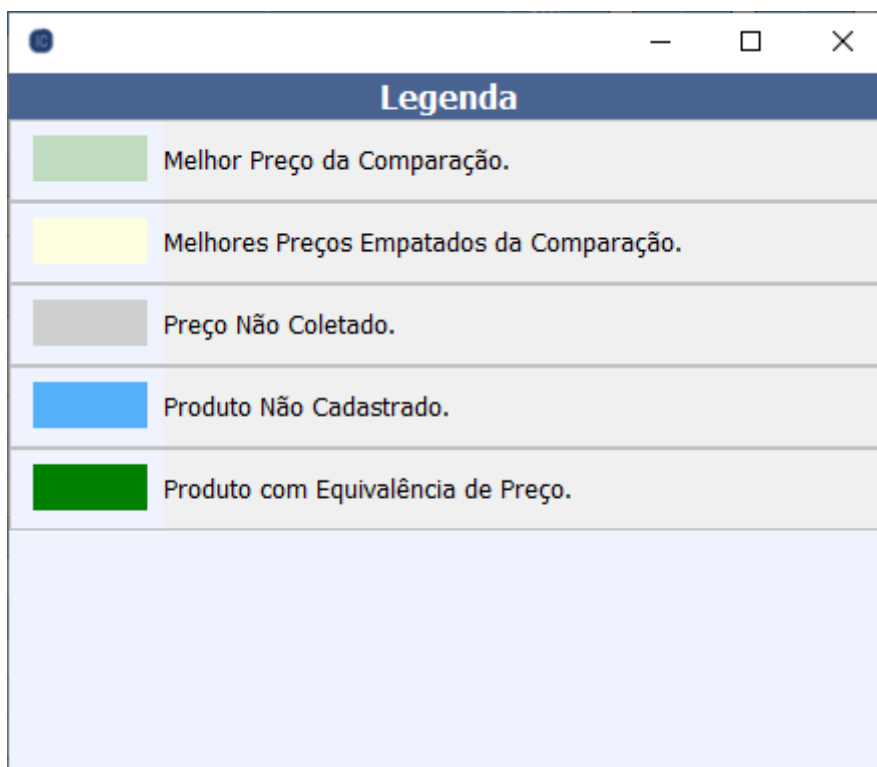 Legenda
Melhor Preço da Comparação.
Melhores Preços Empatados da Comparação.
Preço Não Coletado.
Produto Não Cadastrado.
Produto com Equivalência de Preço.